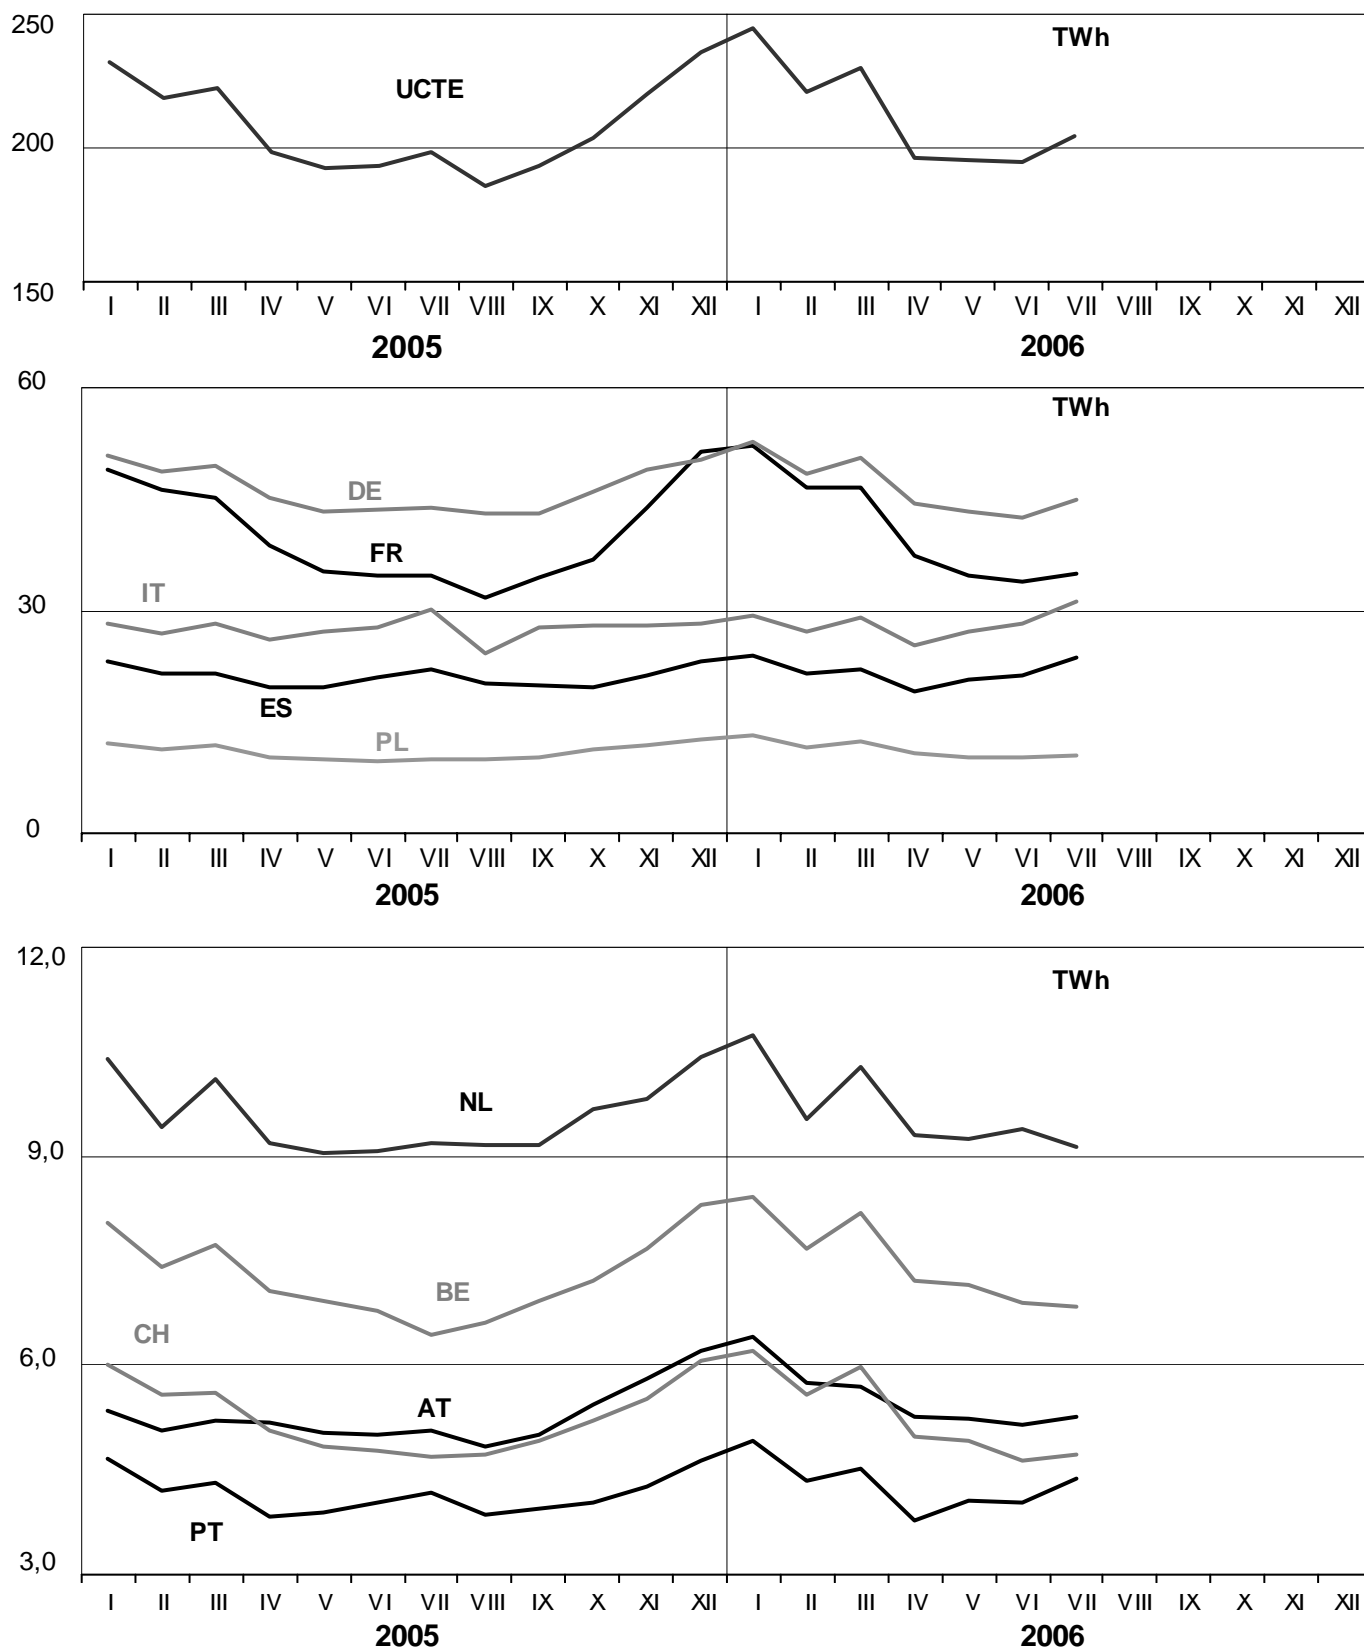 250
TWh
UCTE
200
150
I II III IV V VI VII VIII IX X XI XII I II III IV V VI VII VIII IX X XI XII
2005 2006
60
TWh
DE
FR
IT
30
ES
PL
0
I II III IV V VI VII VIII IX X XI XII I II III IV V VI VII VIII IX X XI XII
2005 2006
12,0
TWh
NL
9,0
BE
CH
6,0
AT
PT
3,0
I II III IV V VI VII VIII IX X XI XII I II III IV V VI VII VIII IX X XI XII
2005 2006